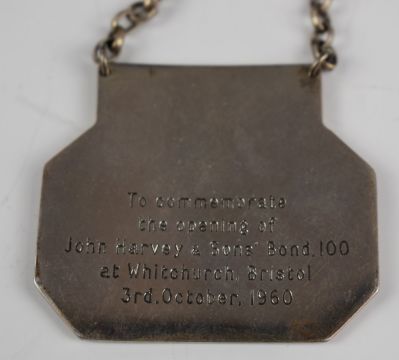 To commemorate
the opening of
John Harvey & Sons' Bond, 100
at Whitchurch, Bristol
3rd, October, 1960